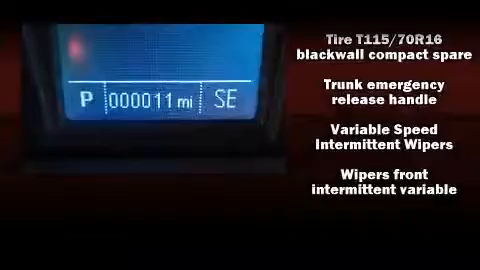 P 000011 mi SE
Tire T115/70R16
blackwall compact spare
Trunk emergency
release handle
Variable Speed
Intermittent Wipers
Wipers front
intermittent variable